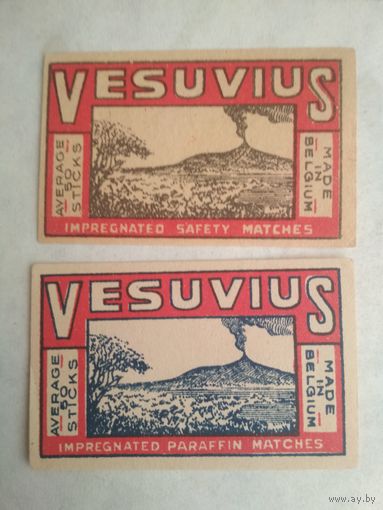 VESUVIUS
AVERAGE
50
STICKS
MADE
IN
BELGIUM
IMPREGNATED SAFETY MATCHES
VESUVIUS
AVERAGE
50
STICKS
MADE
IN
BELGIUM
IMPREGNATED PARAFFIN MATCHES
www.ay.by